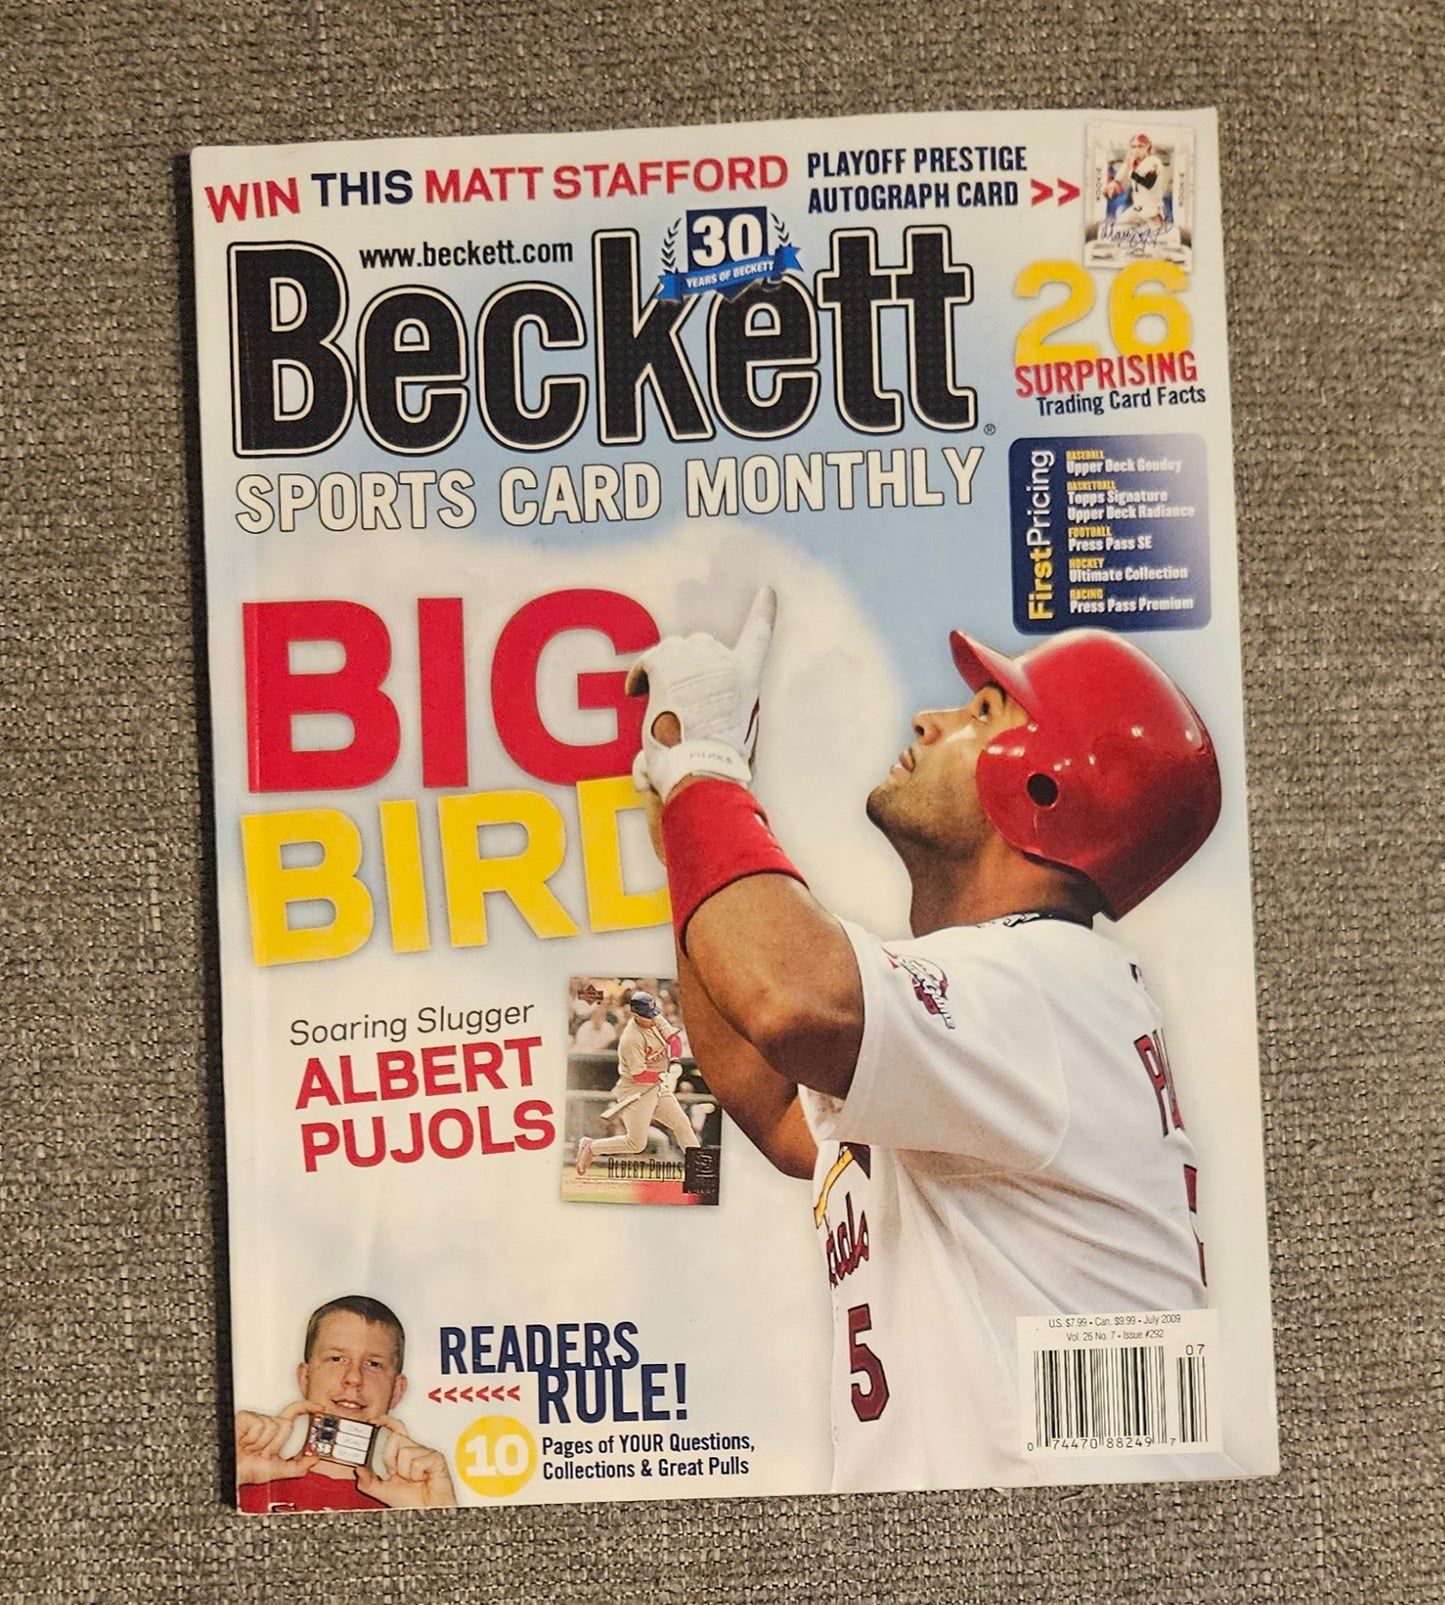 WIN THIS MATT STAFFORD
PLAYOFF PRESTIGE
AUTOGRAPH CARD >>
www.beckett.com
30
YEARS OF BECKETT
Beckett®
SPORTS CARD MONTHLY
26
SURPRISING
Trading Card Facts
FirstPricing
BASEBALL
Upper Deck Goudey
BASKETBALL
Topps Signature
Upper Deck Radiance
FOOTBALL
Press Pass SE
HOCKEY
Ultimate Collection
RACING
Press Pass Premium
BIG
BIRD
PUJOLS
Soaring Slugger
ALBERT
PUJOLS
ALBERT PUJOLS
5
READERS
<<<<<< RULE!
10 Pages of YOUR Questions,
Collections & Great Pulls
U.S. $7.99 • Can. $9.99 • July 2009
Vol. 26 No. 7 • Issue #292
07
0 74470 88249 7